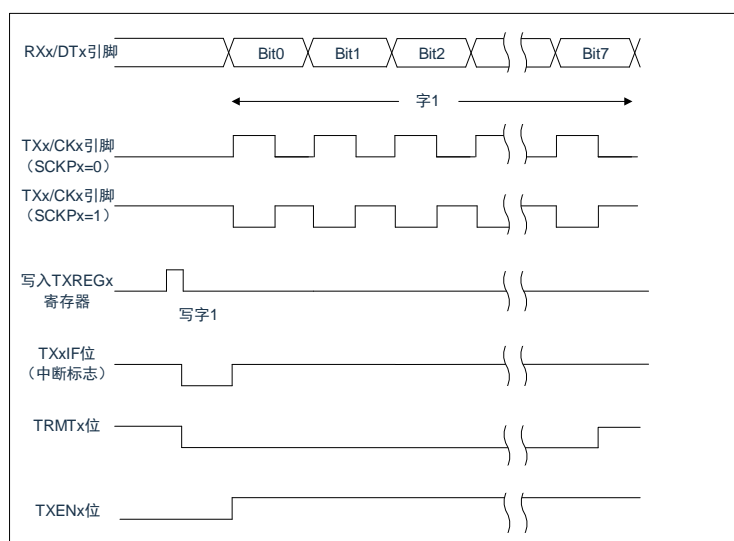 RXx/DTx引脚
Bit0
Bit1
Bit2
Bit7
字1
TXx/CKx引脚
（SCKPx=0）
TXx/CKx引脚
（SCKPx=1）
写入TXREGx
寄存器
写字1
TXxIF位
（中断标志）
TRMTx位
TXENx位